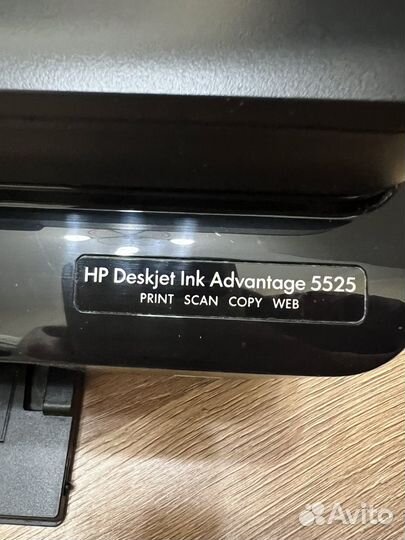 HP Deskjet Ink Advantage 5525
PRINT SCAN COPY WEB
Avito